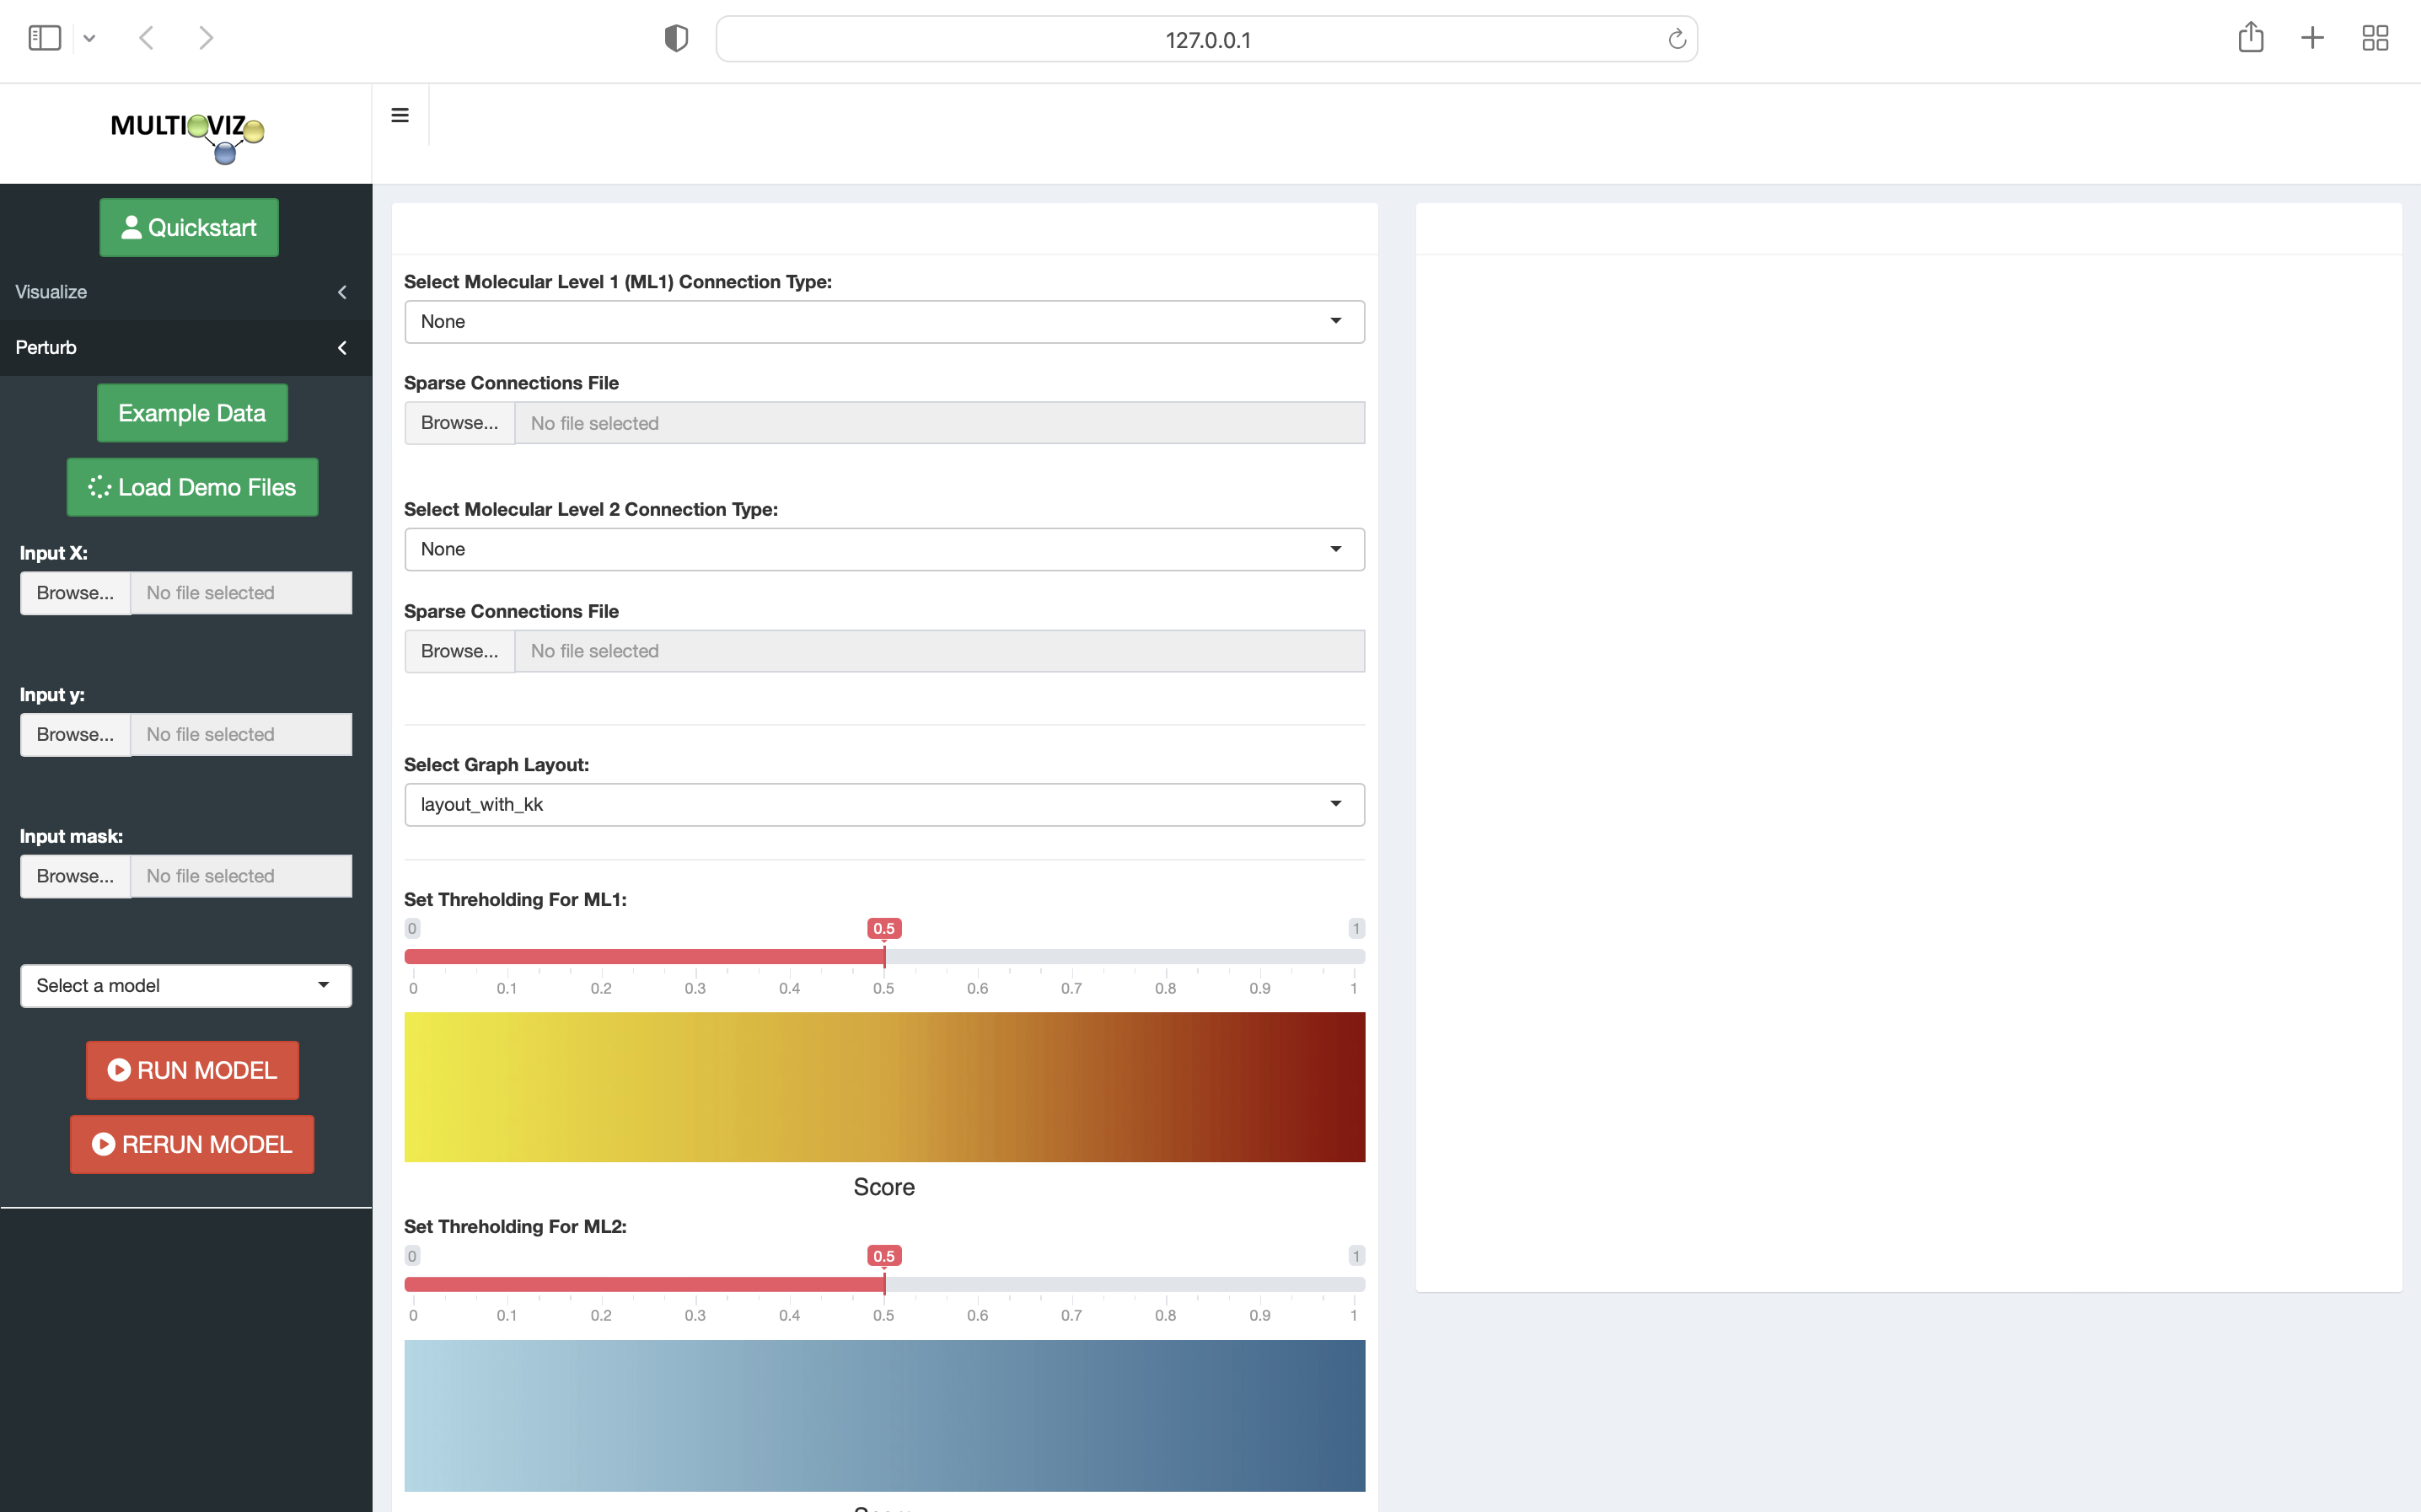 127.0.0.1
MULTIOVIZ
Quickstart
Visualize
Perturb
Example Data
Load Demo Files
Input X:
Browse... No file selected
Input y:
Browse... No file selected
Input mask:
Browse... No file selected
Select a model
RUN MODEL
RERUN MODEL
Select Molecular Level 1 (ML1) Connection Type:
None
Sparse Connections File
Browse... No file selected
Select Molecular Level 2 Connection Type:
None
Sparse Connections File
Browse... No file selected
Select Graph Layout:
layout_with_kk
Set Threholding For ML1:
0 0.5 1
0 0.1 0.2 0.3 0.4 0.5 0.6 0.7 0.8 0.9 1
Score
Set Threholding For ML2:
0 0.5 1
0 0.1 0.2 0.3 0.4 0.5 0.6 0.7 0.8 0.9 1